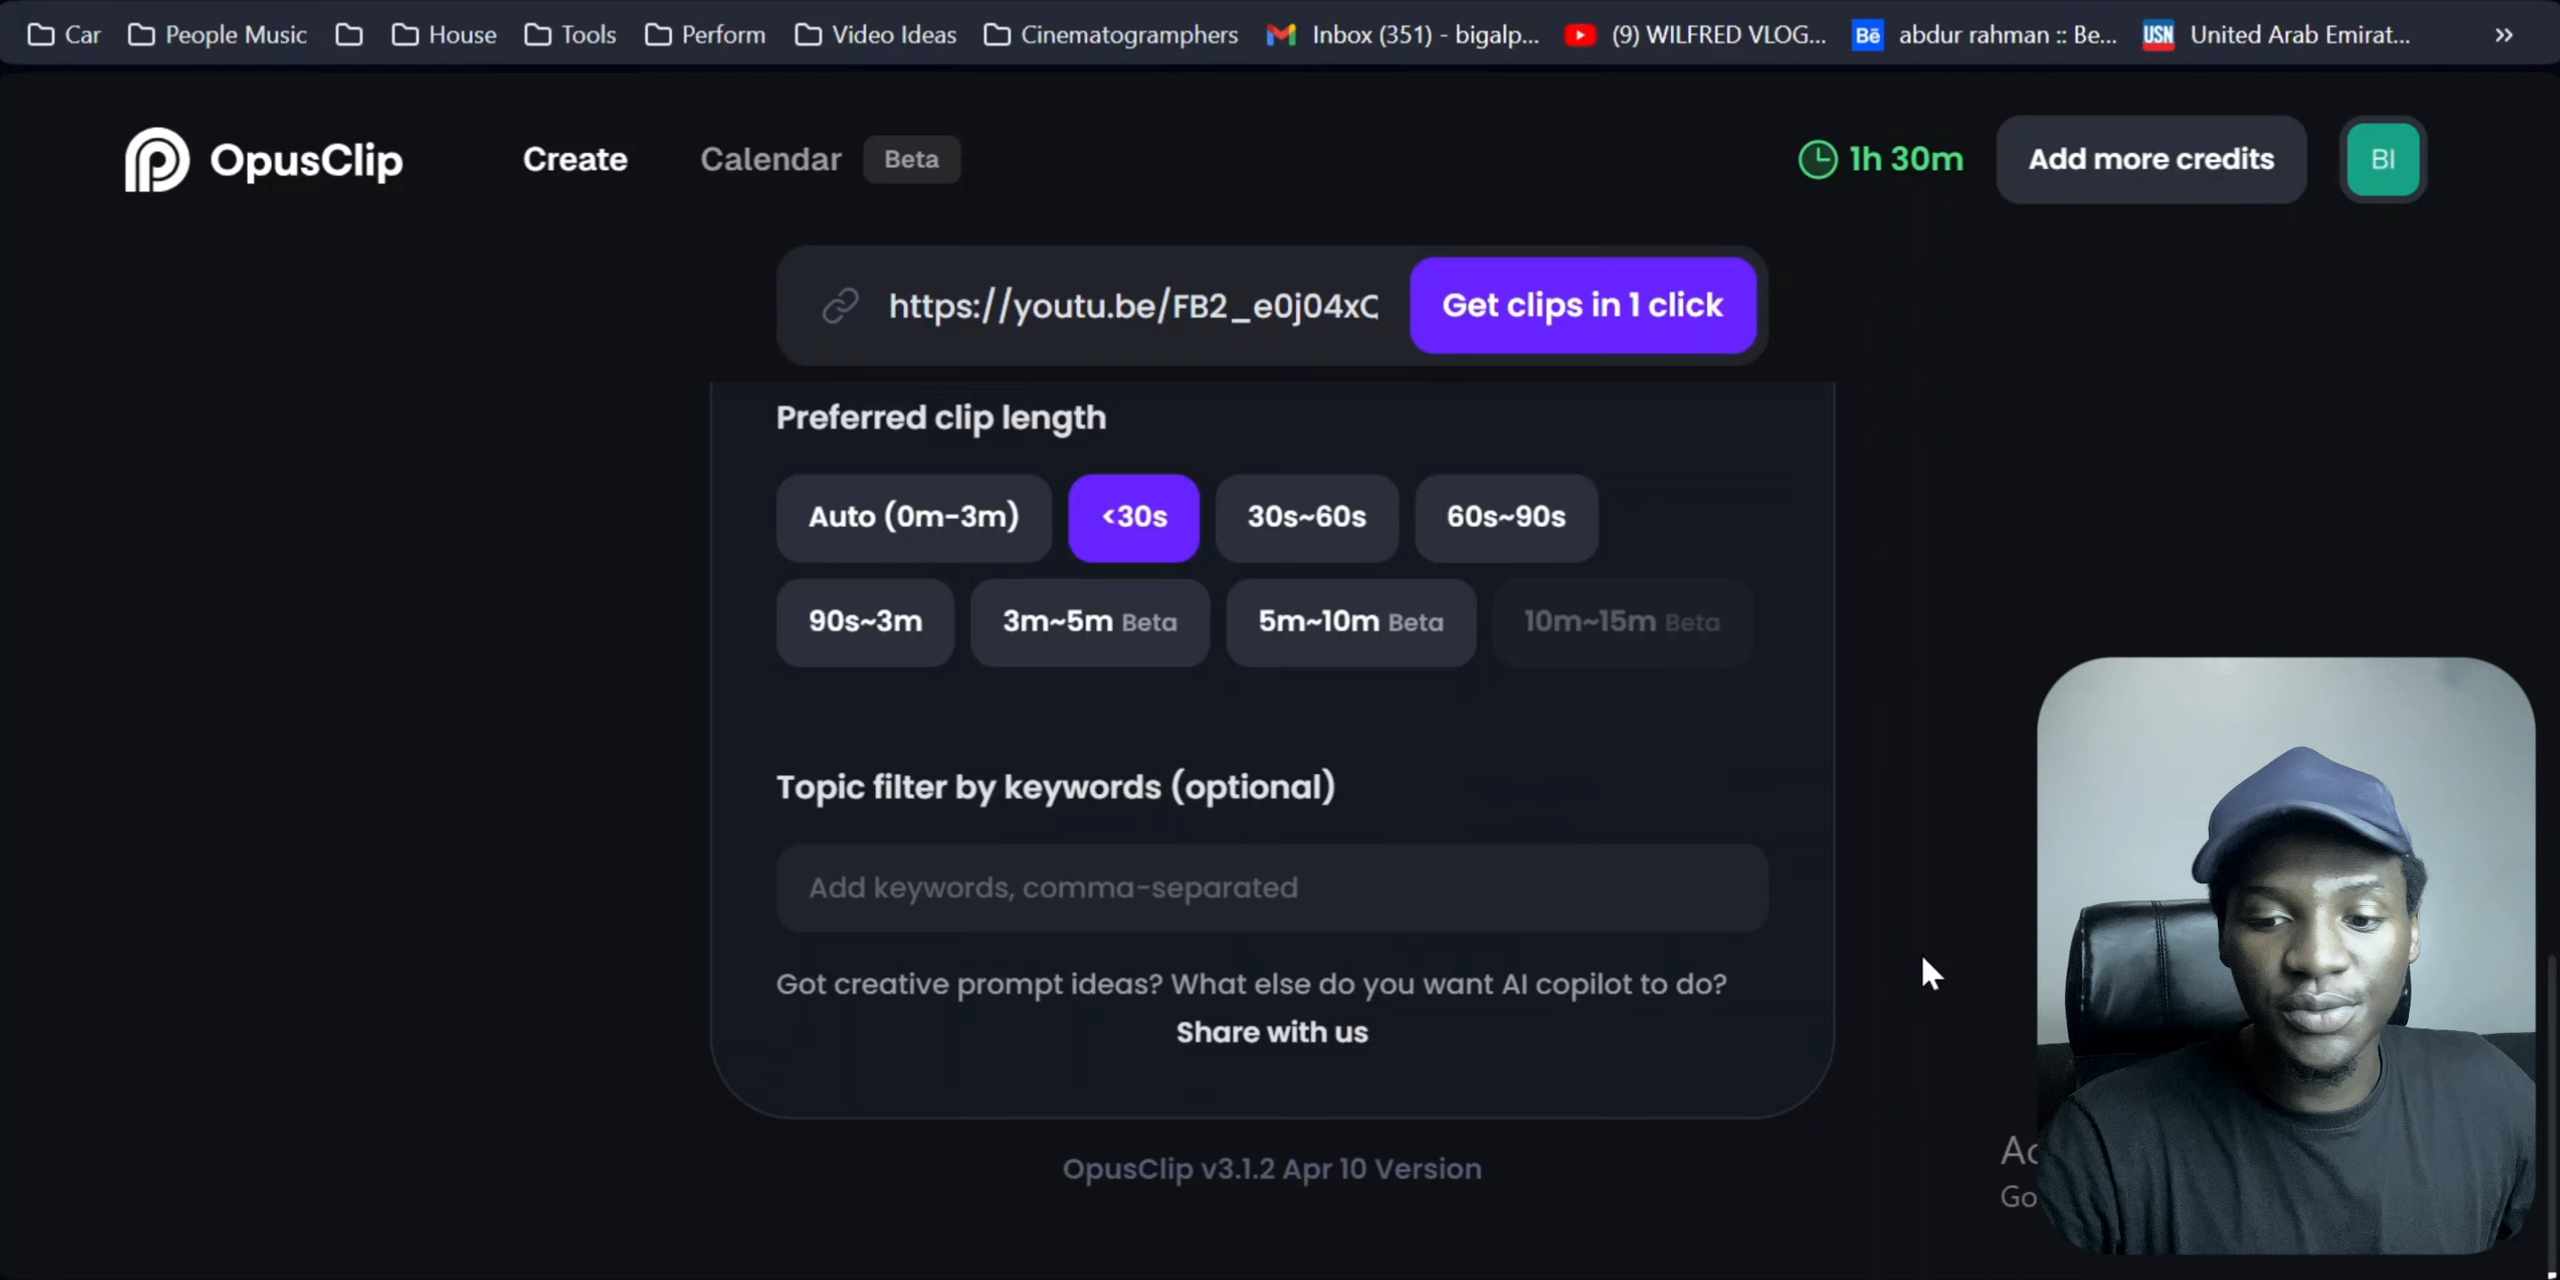 Car People Music House Tools Perform Video Ideas Cinematogramphers Inbox (351) - bigalp... (9) WILFRED VLOG... Bē abdur rahman :: Be... USN United Arab Emirat... »
OpusClip Create Calendar Beta 1h 30m Add more credits BI
https://youtu.be/FB2_e0j04xC Get clips in 1 click
Preferred clip length
Auto (0m-3m) <30s 30s~60s 60s~90s
90s~3m 3m~5m Beta 5m~10m Beta 10m~15m Beta
Topic filter by keywords (optional)
Add keywords, comma-separated
Got creative prompt ideas? What else do you want AI copilot to do?
Share with us
OpusClip v3.1.2 Apr 10 Version
Go